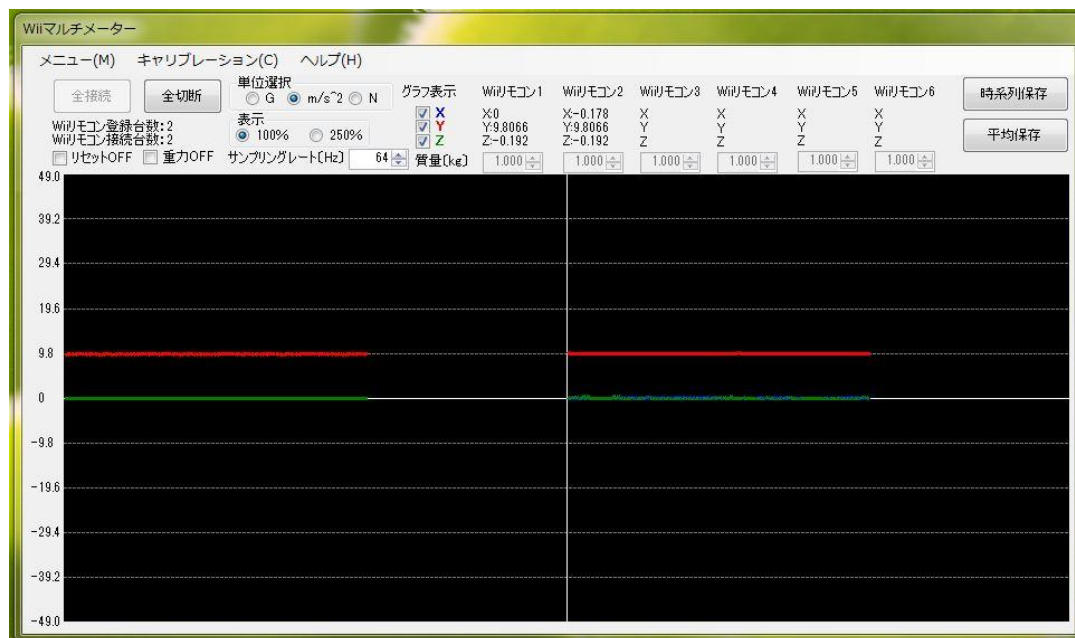 Wiiマルチメーター
メニュー(M) キャリブレーション(C) ヘルプ(H)
全接続 全切断
単位選択
G m/s^2 N
表示
100% 250%
Wiiリモコン登録台数:2
Wiiリモコン接続台数:2
リセットOFF 重力OFF サンプリングレート[Hz] 64
グラフ表示
X
Y
Z
質量[kg]
Wiiリモコン1 Wiiリモコン2 Wiiリモコン3 Wiiリモコン4 Wiiリモコン5 Wiiリモコン6
X:0 X:-0.178 X X X X
Y:9.8066 Y:9.8066 Y Y Y Y
Z:-0.192 Z:-0.192 Z Z Z Z
1.000 1.000 1.000 1.000 1.000 1.000
時系列保存
平均保存
49.0
39.2
29.4
19.6
9.8
0
-9.8
-19.6
-29.4
-39.2
-49.0